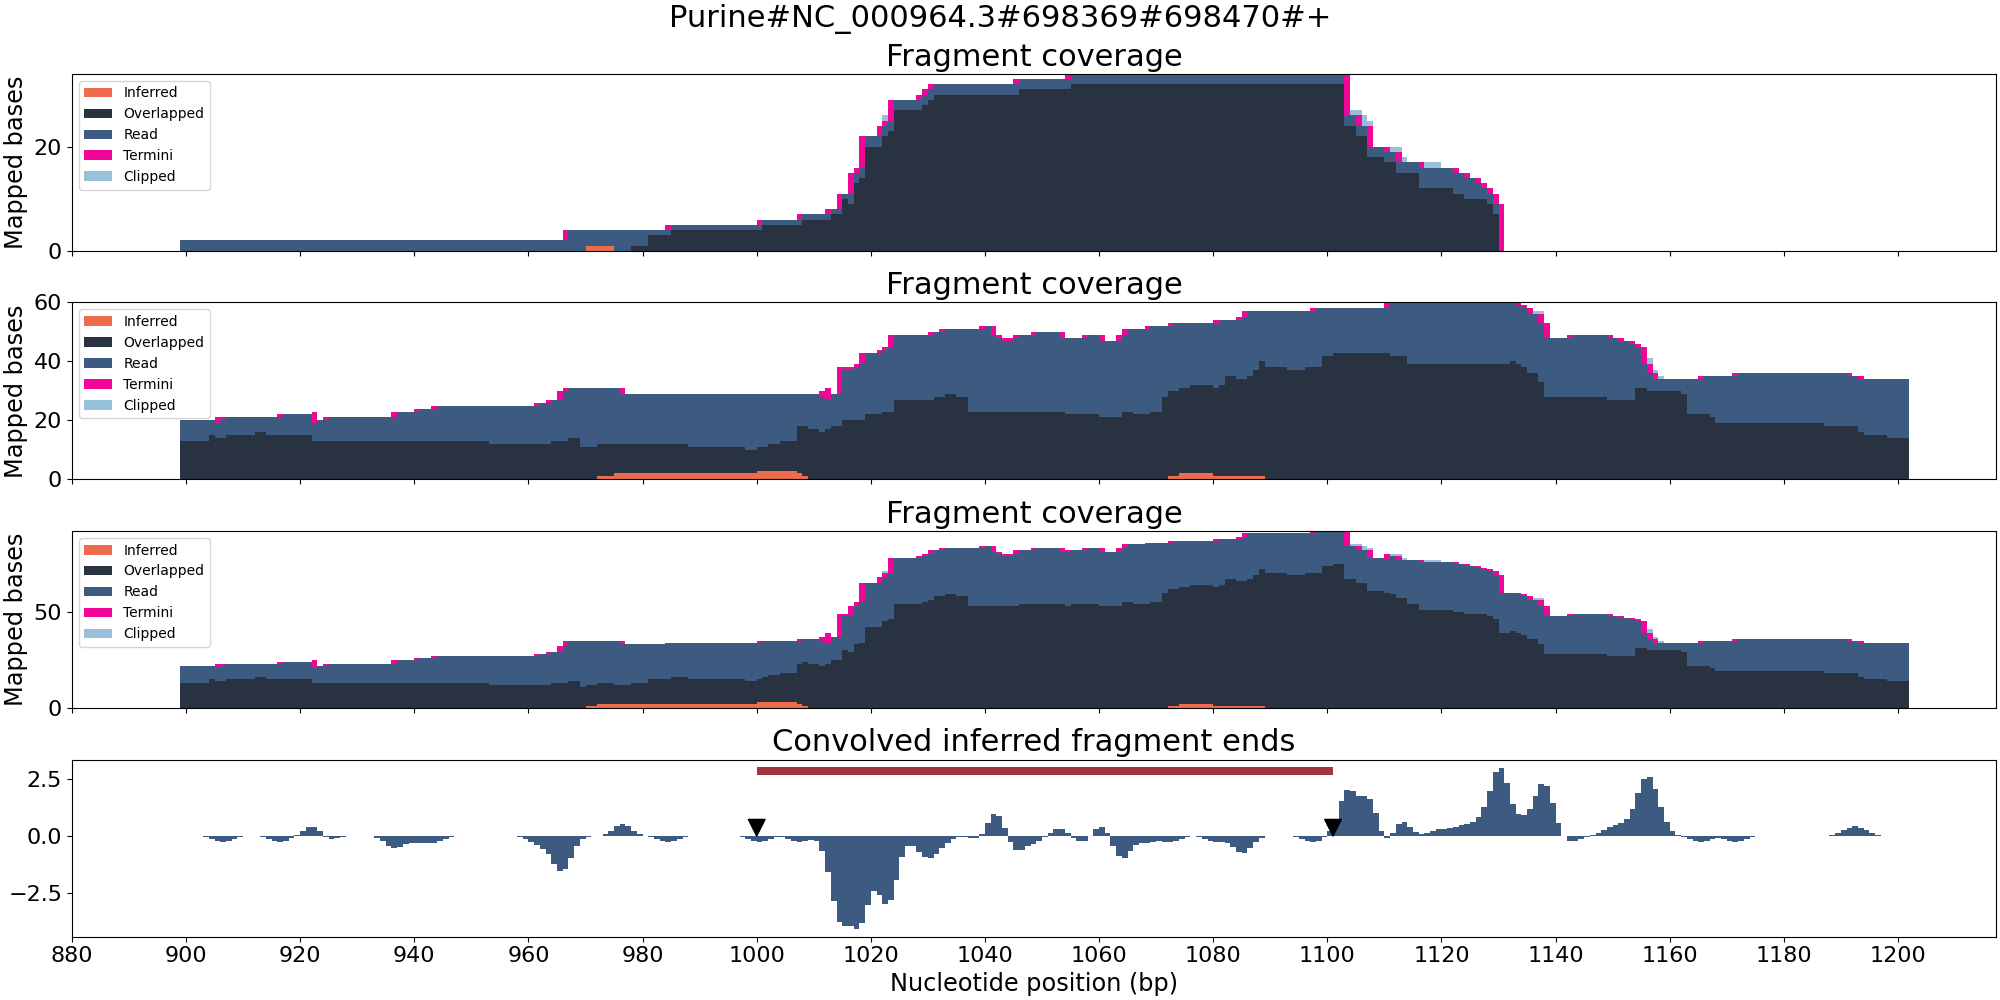 Purine#NC_000964.3#698369#698470#+
Fragment coverage
Mapped bases
20
0
Inferred
Overlapped
Read
Termini
Clipped
Fragment coverage
Mapped bases
60
40
20
0
Inferred
Overlapped
Read
Termini
Clipped
Fragment coverage
Mapped bases
50
0
Inferred
Overlapped
Read
Termini
Clipped
Convolved inferred fragment ends
2.5
0.0
−2.5
880 900 920 940 960 980 1000 1020 1040 1060 1080 1100 1120 1140 1160 1180 1200
Nucleotide position (bp)